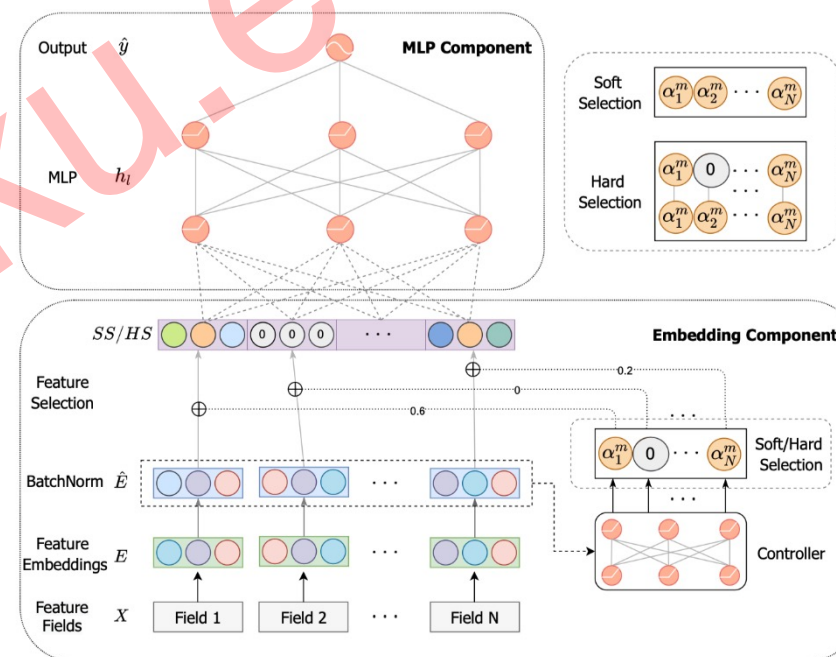 Output ŷ
MLP Component
MLP h_l
Soft Selection
α_1^m α_2^m ··· α_N^m
Hard Selection
α_1^m 0 ··· α_N^m
···
α_1^m α_2^m ··· α_N^m
SS/HS
0 0 0 ···
Embedding Component
Feature Selection
0.2
0
0.6
···
α_1^m 0 ··· α_N^m
Soft/Hard Selection
···
BatchNorm Ê
···
Controller
Feature Embeddings E
···
Feature Fields X
Field 1 Field 2 ··· Field N
ku.e